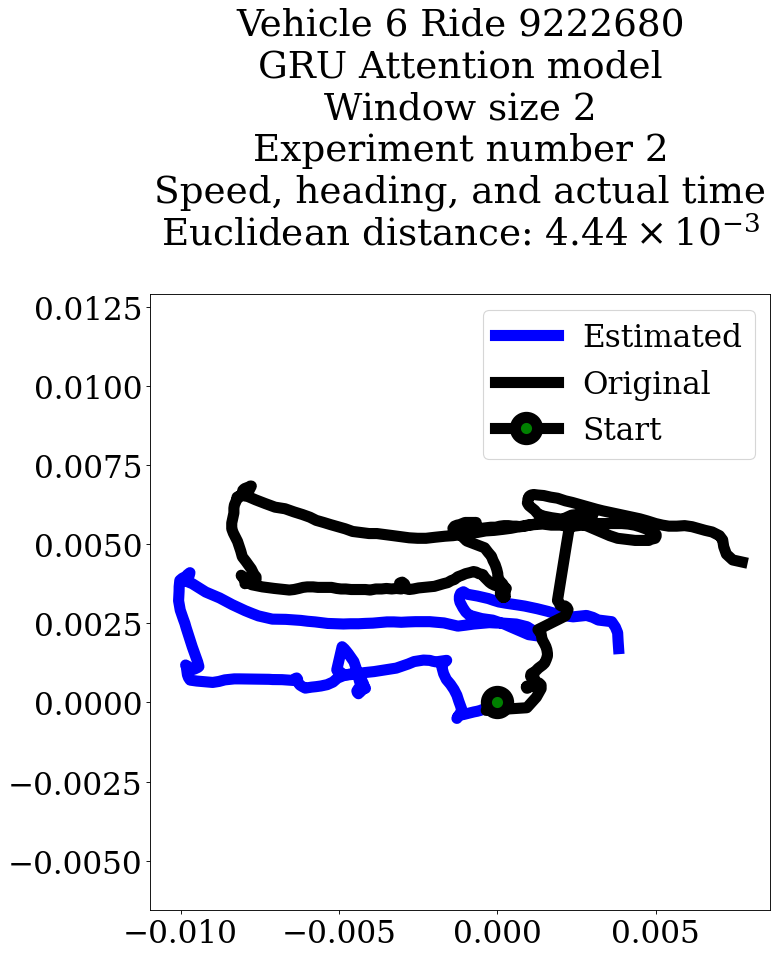 Vehicle 6 Ride 9222680
GRU Attention model
Window size 2
Experiment number 2
Speed, heading, and actual time
Euclidean distance: 4.44 × 10⁻³
Estimated
Original
Start
0.0125
0.0100
0.0075
0.0050
0.0025
0.0000
−0.0025
−0.0050
−0.010 −0.005 0.000 0.005